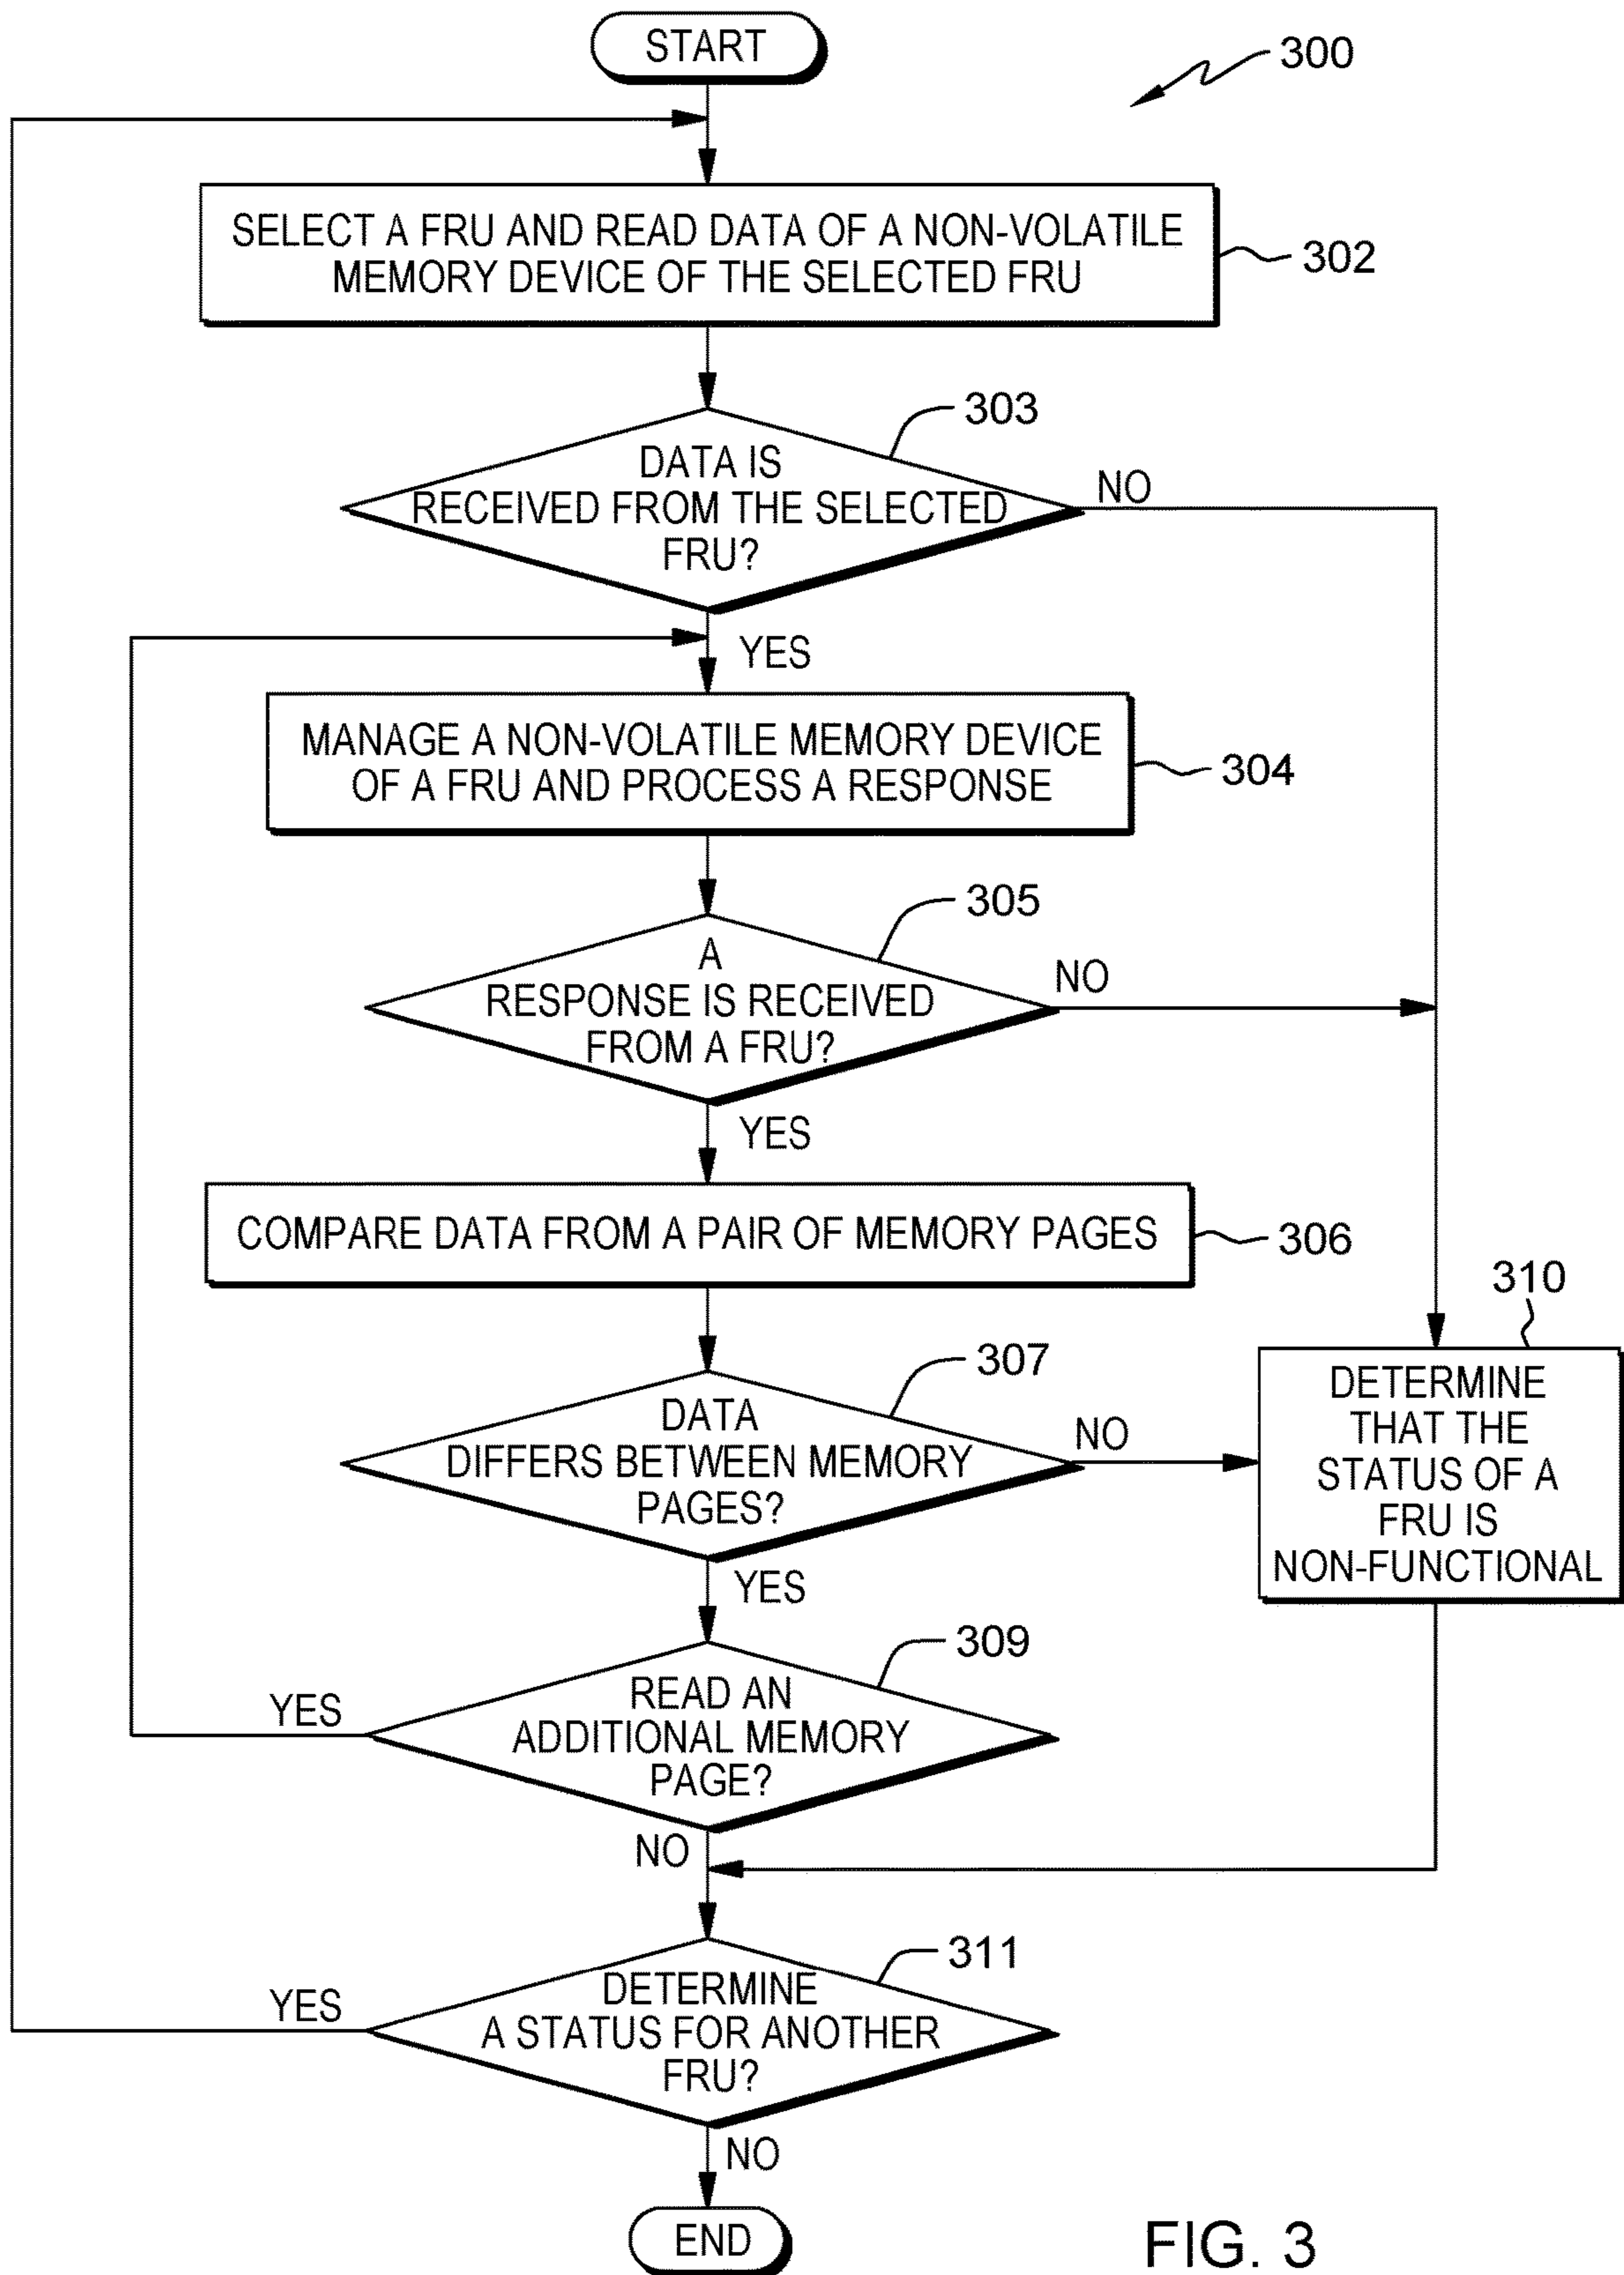 START
300
SELECT A FRU AND READ DATA OF A NON-VOLATILE
MEMORY DEVICE OF THE SELECTED FRU
302
303
DATA IS
RECEIVED FROM THE SELECTED
FRU?
NO
YES
MANAGE A NON-VOLATILE MEMORY DEVICE
OF A FRU AND PROCESS A RESPONSE
304
305
A
RESPONSE IS RECEIVED
FROM A FRU?
NO
YES
COMPARE DATA FROM A PAIR OF MEMORY PAGES
306
307
DATA
DIFFERS BETWEEN MEMORY
PAGES?
NO
YES
310
DETERMINE
THAT THE
STATUS OF A
FRU IS
NON-FUNCTIONAL
309
READ AN
ADDITIONAL MEMORY
PAGE?
YES
NO
311
DETERMINE
A STATUS FOR ANOTHER
FRU?
YES
NO
END
FIG. 3